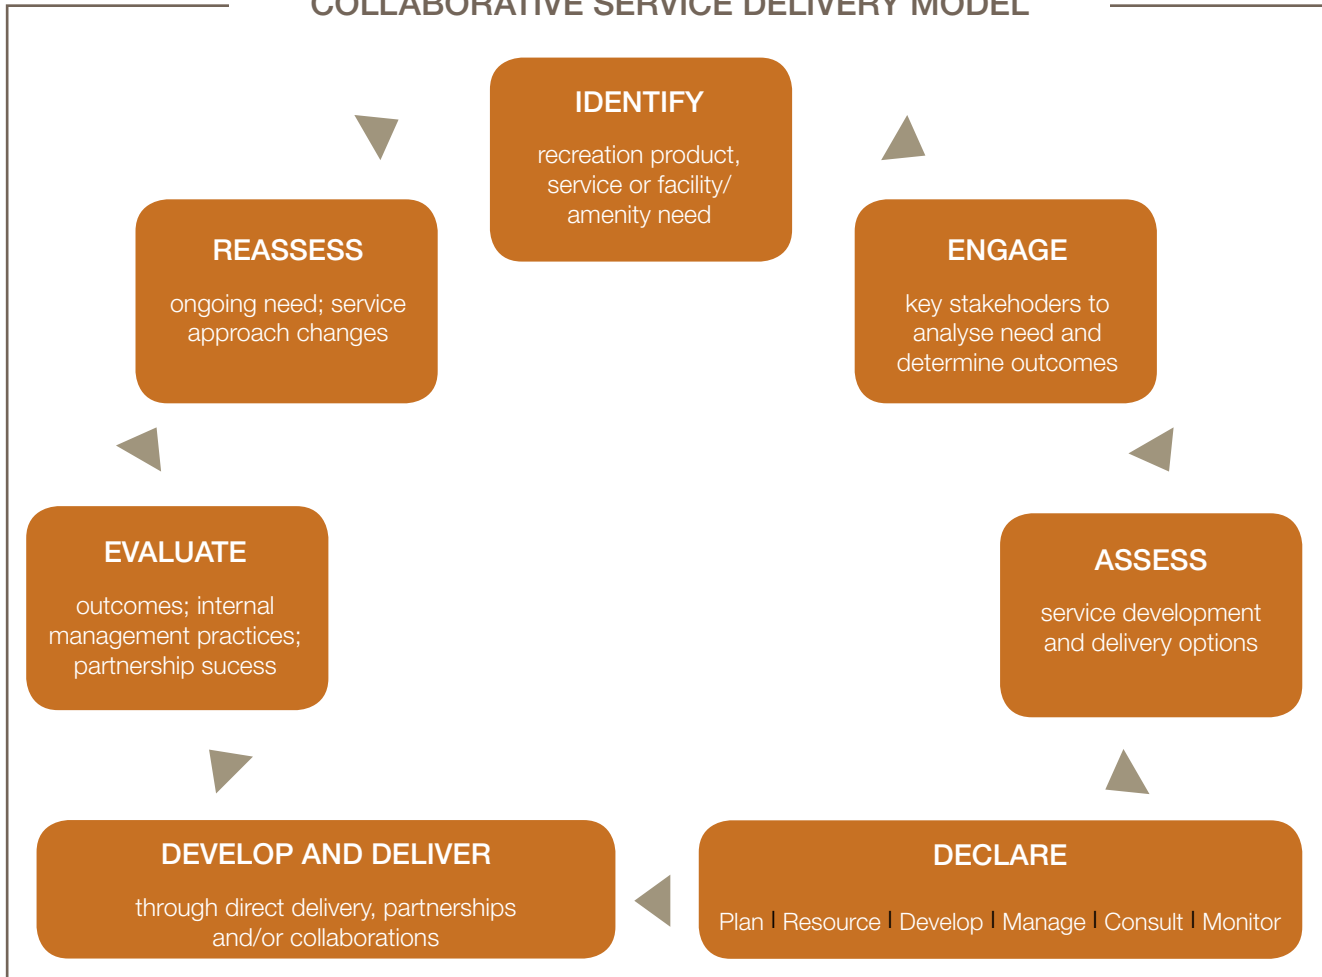 COLLABORATIVE SERVICE DELIVERY MODEL
IDENTIFY
recreation product,
service or facility/
amenity need
ENGAGE
key stakehoders to
analyse need and
determine outcomes
ASSESS
service development
and delivery options
DECLARE
Plan | Resource | Develop | Manage | Consult | Monitor
DEVELOP AND DELIVER
through direct delivery, partnerships
and/or collaborations
EVALUATE
outcomes; internal
management practices;
partnership sucess
REASSESS
ongoing need; service
approach changes